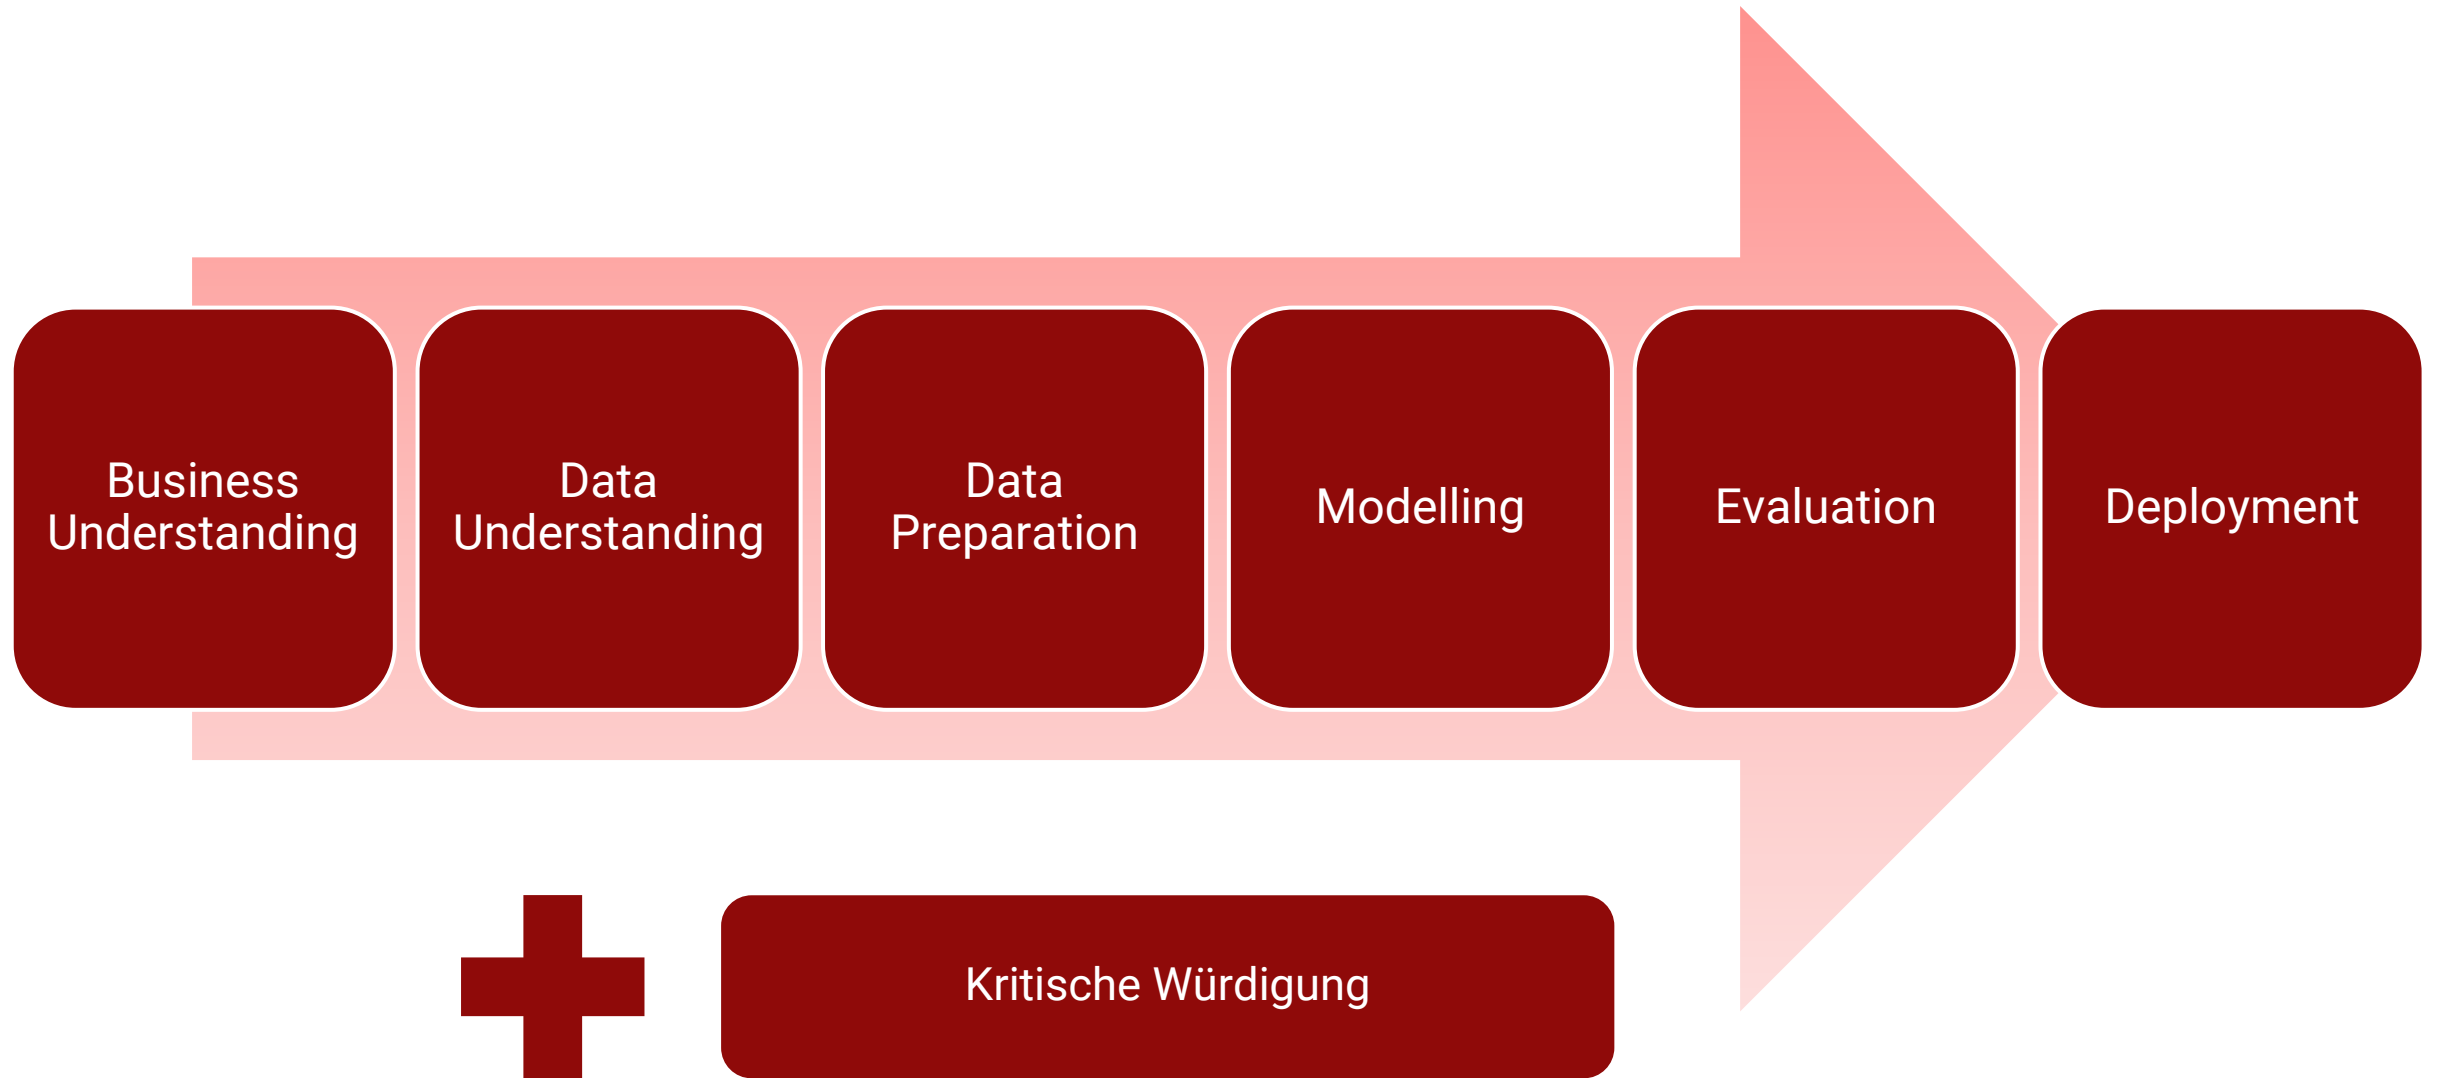 Business
Understanding
Data
Understanding
Data
Preparation
Modelling
Evaluation
Deployment
Kritische Würdigung